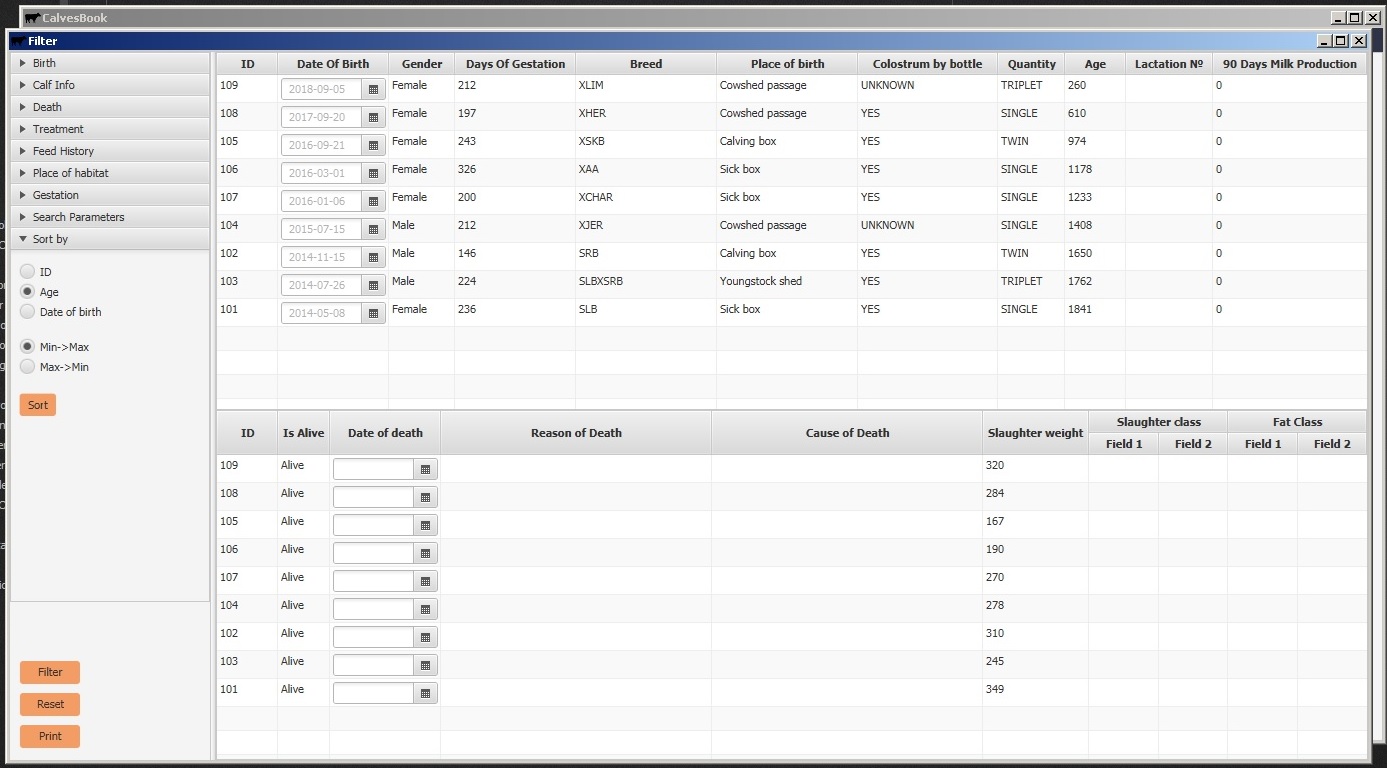 CalvesBook
Filter
Birth
Calf Info
Death
Treatment
Feed History
Place of habitat
Gestation
Search Parameters
Sort by
ID
Age
Date of birth
Min->Max
Max->Min
Sort
Filter
Reset
Print
ID Date Of Birth Gender Days Of Gestation Breed Place of birth Colostrum by bottle Quantity Age Lactation Nº 90 Days Milk Production
109 2018-09-05 Female 212 XLIM Cowshed passage UNKNOWN TRIPLET 260 0
108 2017-09-20 Female 197 XHER Cowshed passage YES SINGLE 610 0
105 2016-09-21 Female 243 XSKB Calving box YES TWIN 974 0
106 2016-03-01 Female 326 XAA Sick box YES SINGLE 1178 0
107 2016-01-06 Female 200 XCHAR Sick box YES SINGLE 1233 0
104 2015-07-15 Male 212 XJER Cowshed passage UNKNOWN SINGLE 1408 0
102 2014-11-15 Male 146 SRB Calving box YES TWIN 1650 0
103 2014-07-26 Male 224 SLBXSRB Youngstock shed YES TRIPLET 1762 0
101 2014-05-08 Female 236 SLB Sick box YES SINGLE 1841 0
ID Is Alive Date of death Reason of Death Cause of Death Slaughter weight Slaughter class Fat Class
Field 1 Field 2 Field 1 Field 2
109 Alive 320
108 Alive 284
105 Alive 167
106 Alive 190
107 Alive 270
104 Alive 278
102 Alive 310
103 Alive 245
101 Alive 349